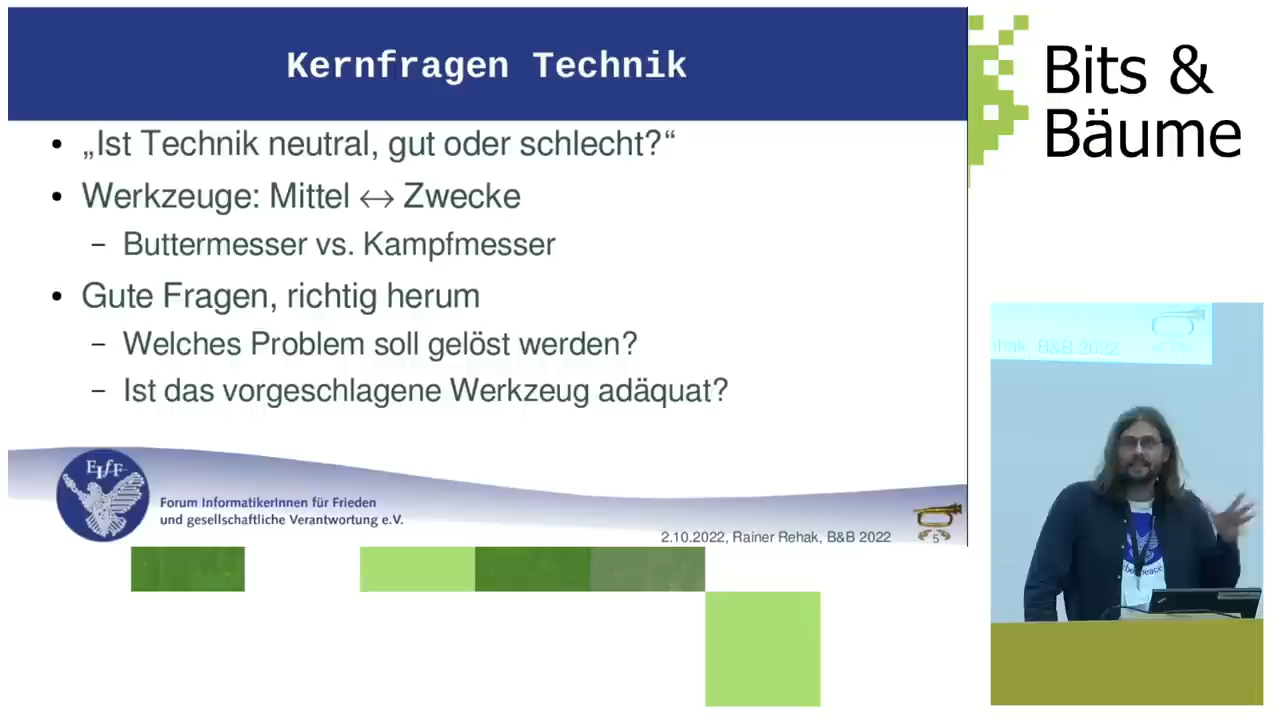 Kernfragen Technik
• „Ist Technik neutral, gut oder schlecht?“
• Werkzeuge: Mittel ↔ Zwecke
– Buttermesser vs. Kampfmesser
• Gute Fragen, richtig herum
– Welches Problem soll gelöst werden?
– Ist das vorgeschlagene Werkzeug adäquat?
FIfF
Forum InformatikerInnen für Frieden
und gesellschaftliche Verantwortung e.V.
2.10.2022, Rainer Rehak, B&B 2022
5
Bits &
Bäume
B&B 2022